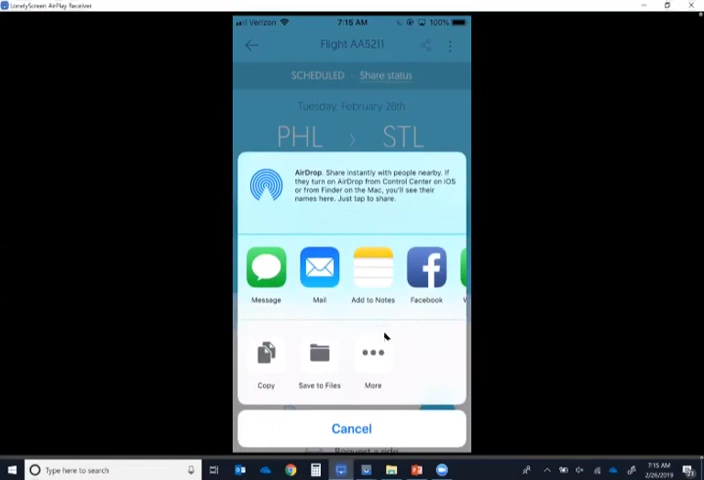 LonelyScreen AirPlay Receiver
Verizon
7:15 AM
100%
Flight AA5211
SCHEDULED · Share status
Tuesday, February 26th
PHL > STL
AirDrop. Share instantly with people nearby. If
they turn on AirDrop from Control Center on iOS
or from Finder on the Mac, you'll see their
names here. Just tap to share.
Message
Mail
Add to Notes
Facebook
Copy
Save to Files
More
Cancel
Request a ride
Type here to search
7:15 AM
2/26/2019